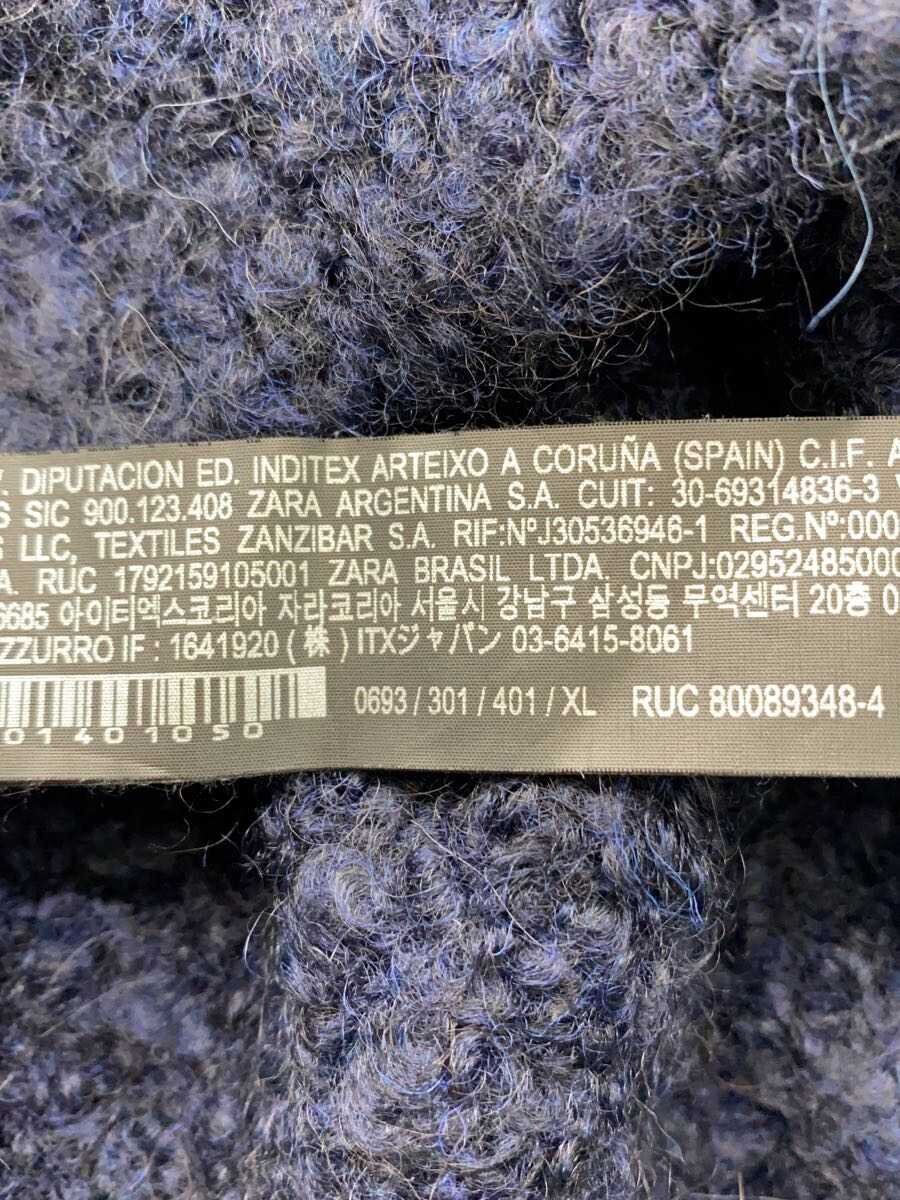 . DIPUTACION ED. INDITEX ARTEIXO A CORUÑA (SPAIN) C.I.F. A
S SIC 900.123.408 ZARA ARGENTINA S.A. CUIT: 30-69314836-3
S LLC, TEXTILES ZANZIBAR S.A. RIF:NºJ30536946-1 REG.Nº:000
A. RUC 1792159105001 ZARA BRASIL LTDA. CNPJ:02952485000
6685 아이티엑스코리아 자라코리아 서울시 강남구 삼성동 무역센터 20층 0
ZZURRO IF : 1641920 ( 株 ) ITXジャパン 03-6415-8061
0693 / 301 / 401 / XL RUC 80089348-4
01401050